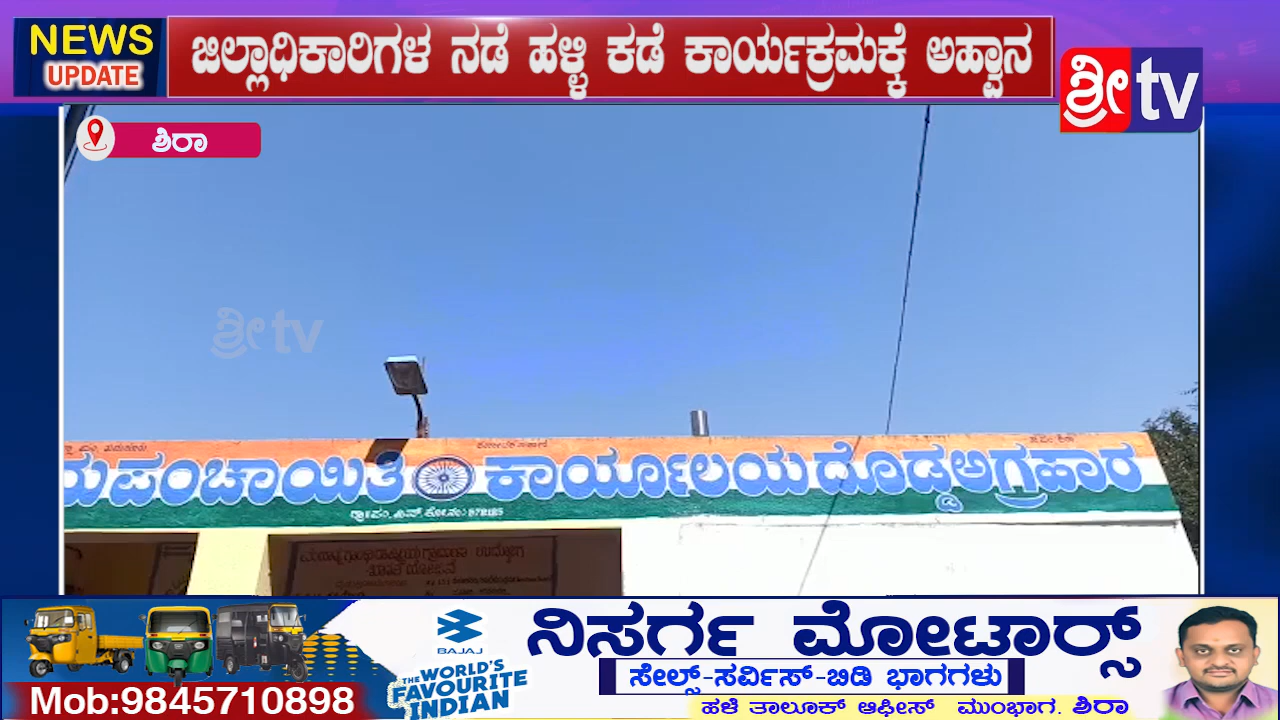 NEWS
UPDATE
ಜಿಲ್ಲಾಧಿಕಾರಿಗಳ ನಡೆ ಹಳ್ಳಿ ಕಡೆ ಕಾರ್ಯಕ್ರಮಕ್ಕೆ ಅಹ್ವಾನ
ಶ್ರೀ tv
ಶಿರಾ
ಶ್ರೀ tv
ಮಪಂಚಾಯಿತಿ ಕಾರ್ಯಾಲಯ ದೊಡ್ಡಅಗ್ರಹಾರ
BAJAJ
THE WORLD'S
FAVOURITE
INDIAN
Mob:9845710898
ನಿಸರ್ಗ ಮೋಟಾರ್ಸ್
ಸೇಲ್ಸ್-ಸರ್ವಿಸ್-ಬಿಡಿ ಭಾಗಗಳು
ಹಳೆ ತಾಲೂಕ್ ಆಫೀಸ್ ಮುಂಭಾಗ. ಶಿರಾ